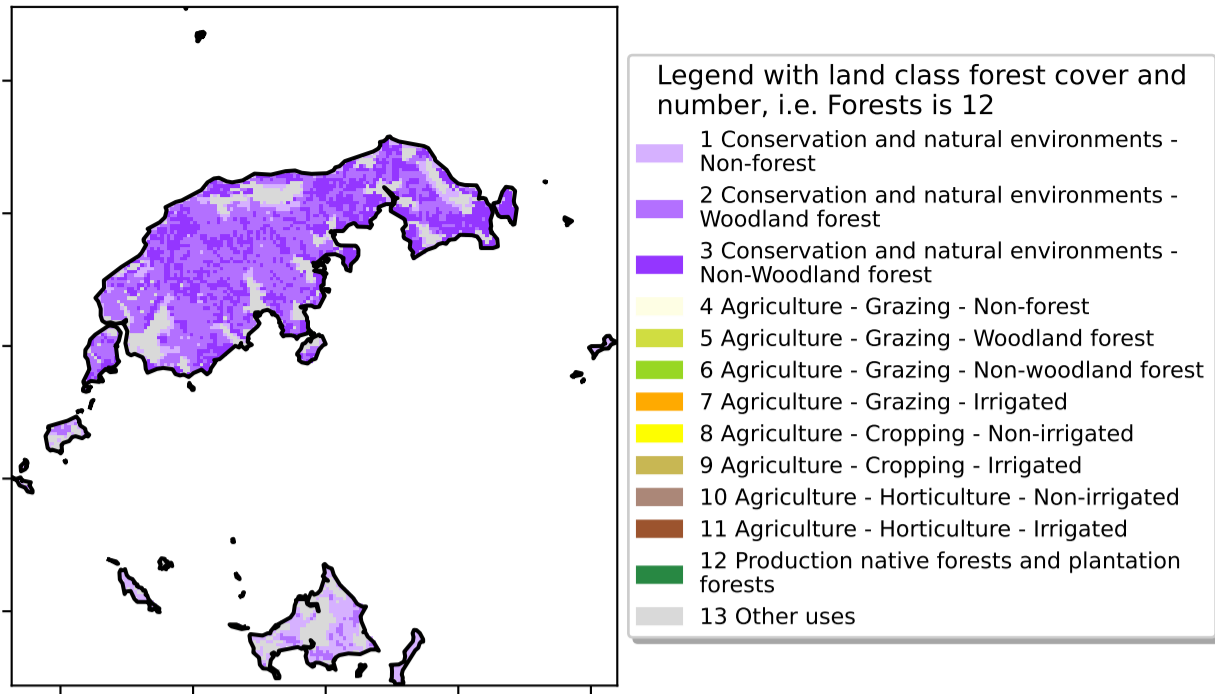 Legend with land class forest cover and
number, i.e. Forests is 12
1 Conservation and natural environments -
Non-forest
2 Conservation and natural environments -
Woodland forest
3 Conservation and natural environments -
Non-Woodland forest
4 Agriculture - Grazing - Non-forest
5 Agriculture - Grazing - Woodland forest
6 Agriculture - Grazing - Non-woodland forest
7 Agriculture - Grazing - Irrigated
8 Agriculture - Cropping - Non-irrigated
9 Agriculture - Cropping - Irrigated
10 Agriculture - Horticulture - Non-irrigated
11 Agriculture - Horticulture - Irrigated
12 Production native forests and plantation
forests
13 Other uses